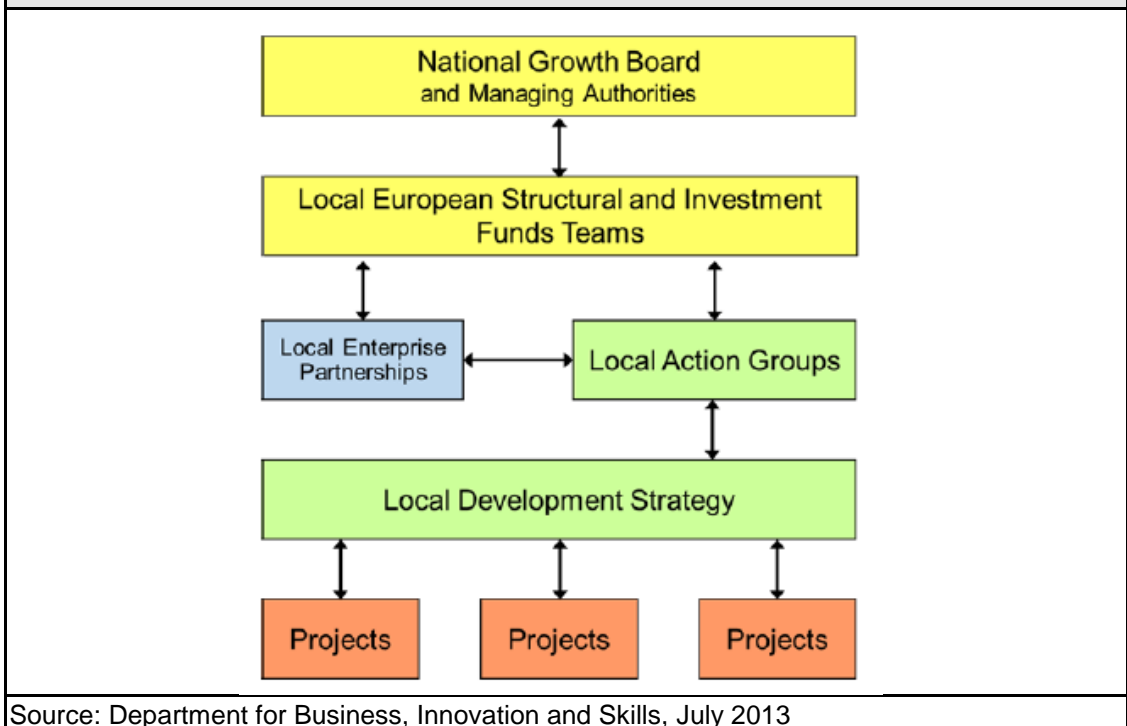 National Growth Board
and Managing Authorities
Local European Structural and Investment
Funds Teams
Local Enterprise
Partnerships
Local Action Groups
Local Development Strategy
Projects
Projects
Projects
Source: Department for Business, Innovation and Skills, July 2013